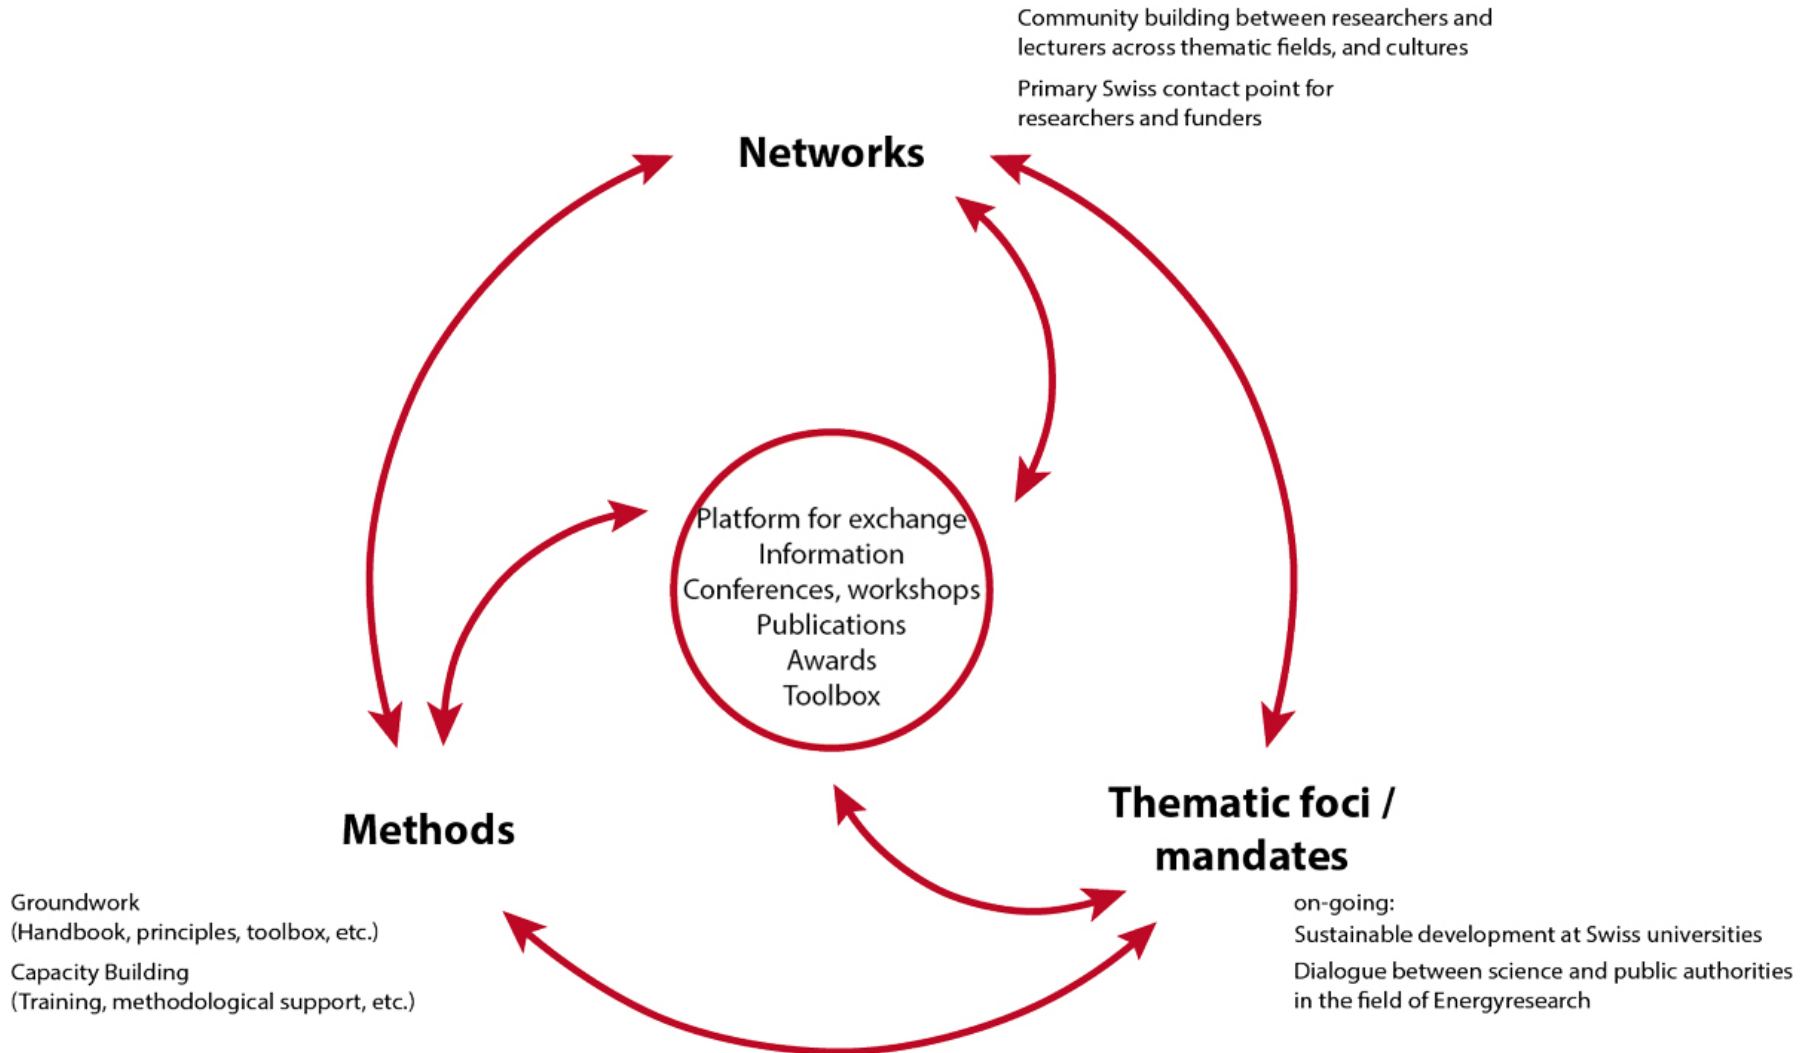 Community building between researchers and
lecturers across thematic fields, and cultures
Primary Swiss contact point for
researchers and funders
Networks
Platform for exchange
Information
Conferences, workshops
Publications
Awards
Toolbox
Methods
Groundwork
(Handbook, principles, toolbox, etc.)
Capacity Building
(Training, methodological support, etc.)
Thematic foci /
mandates
on-going:
Sustainable development at Swiss universities
Dialogue between science and public authorities
in the field of Energyresearch